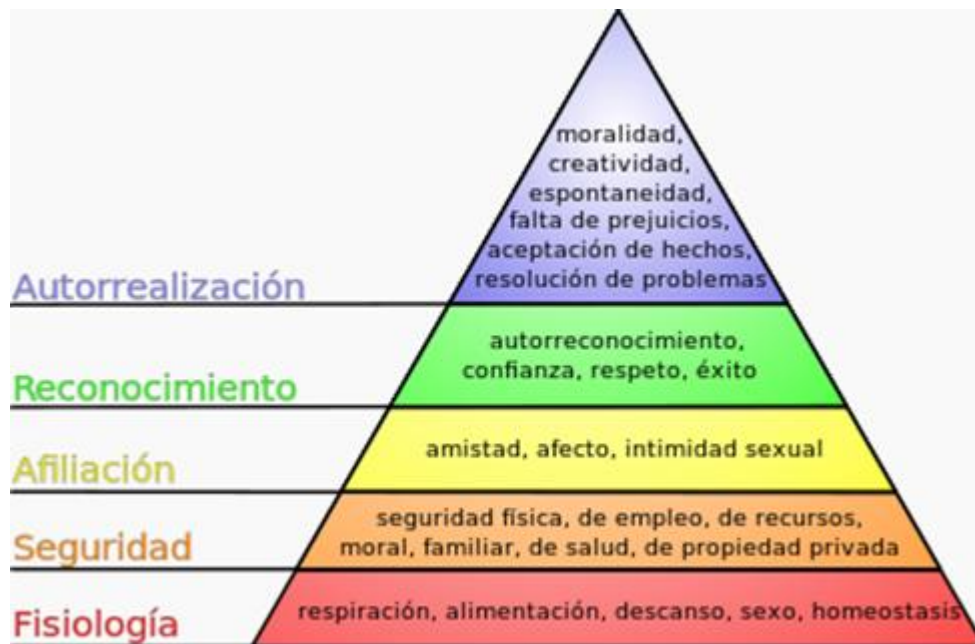 moralidad,
creatividad,
espontaneidad,
falta de prejuicios,
aceptación de hechos,
resolución de problemas
Autorrealización
autorreconocimiento,
confianza, respeto, éxito
Reconocimiento
amistad, afecto, intimidad sexual
Afiliación
seguridad física, de empleo, de recursos,
moral, familiar, de salud, de propiedad privada
Seguridad
respiración, alimentación, descanso, sexo, homeostasis
Fisiología